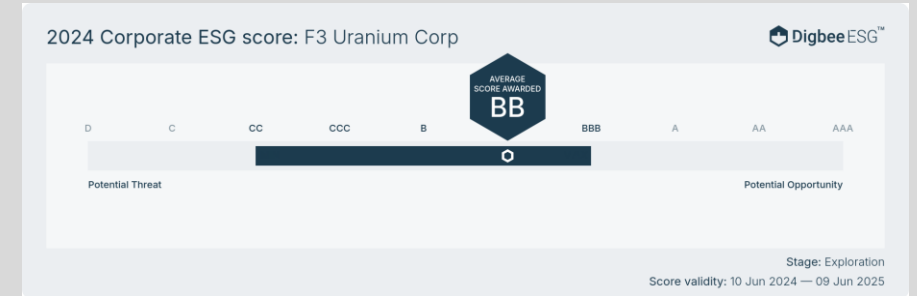 2024 Corporate ESG score: F3 Uranium Corp
DigbeeESG™
AVERAGE
SCORE AWARDED
BB
D C CC CCC B BBB A AA AAA
Potential Threat
Potential Opportunity
Stage: Exploration
Score validity: 10 Jun 2024 — 09 Jun 2025